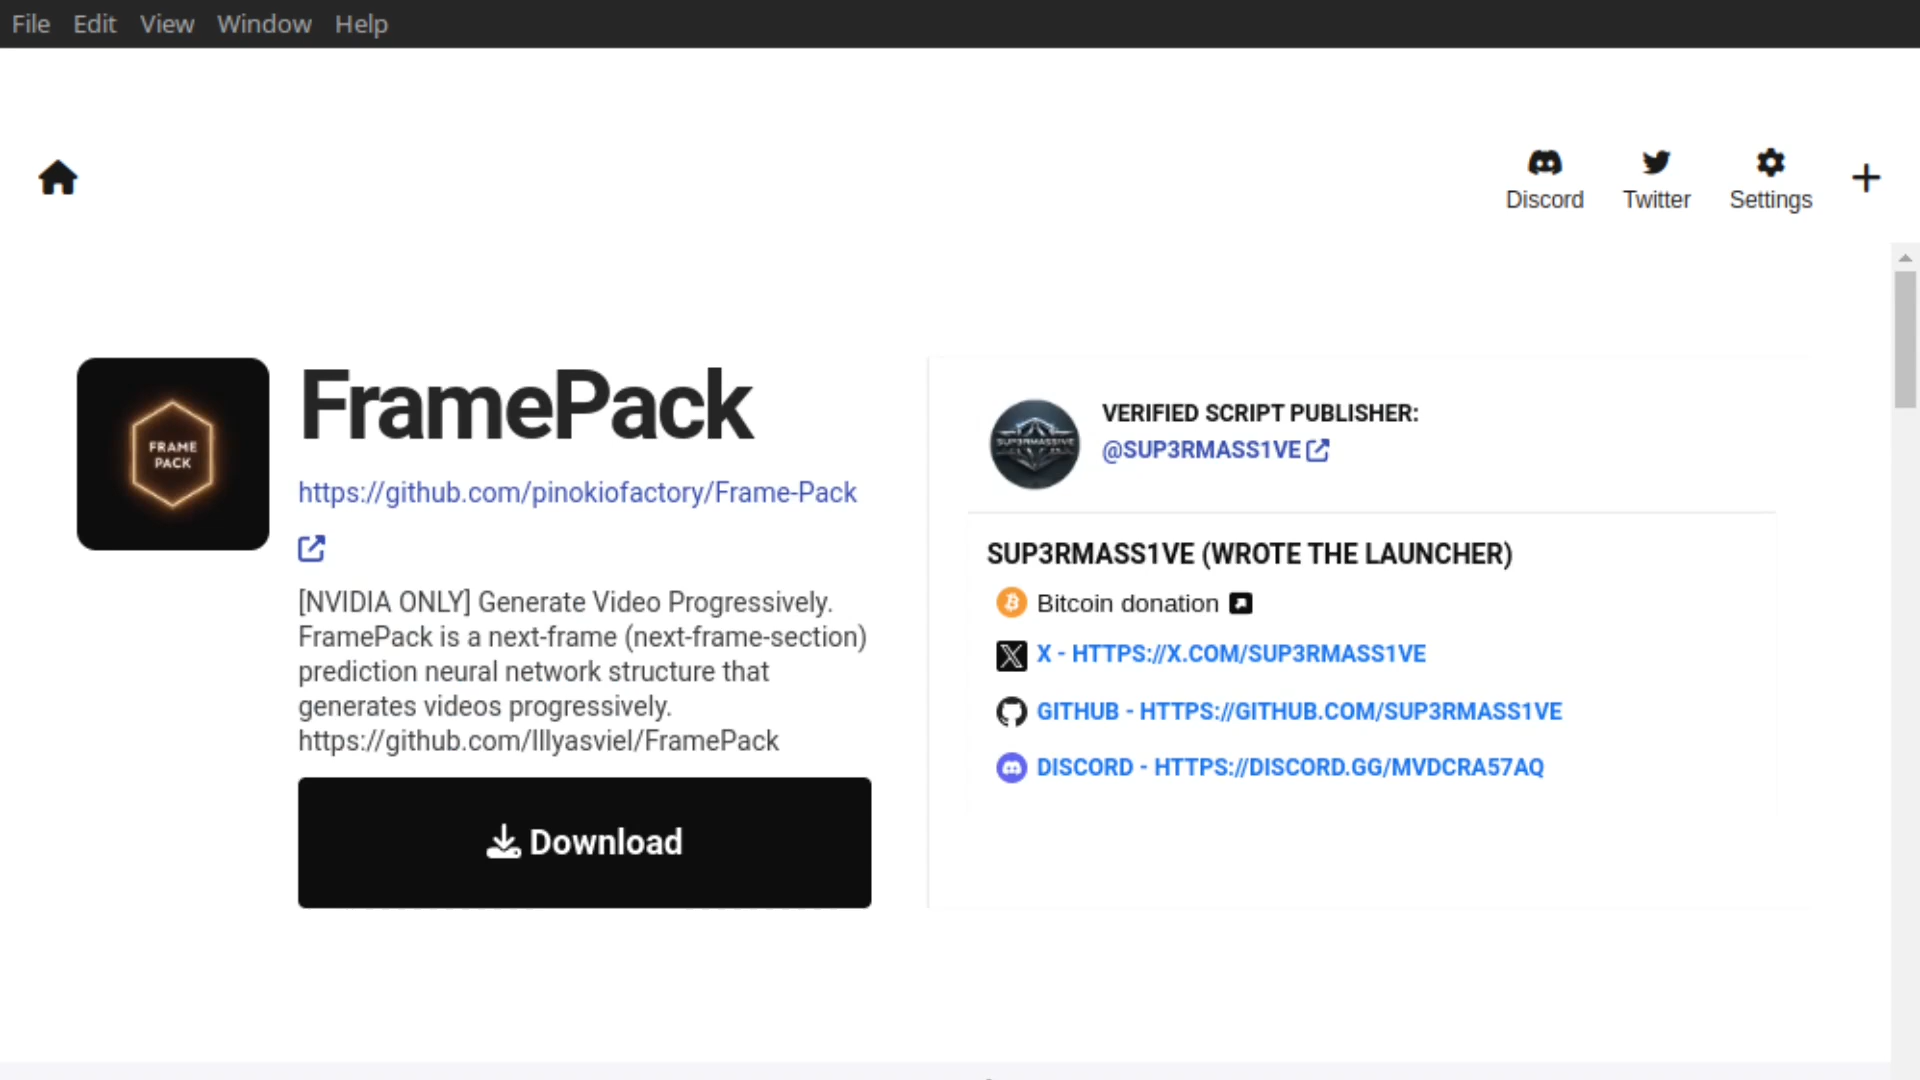 File Edit View Window Help
Discord Twitter Settings
FRAME
PACK
FramePack
https://github.com/pinokiofactory/Frame-Pack
[NVIDIA ONLY] Generate Video Progressively.
FramePack is a next-frame (next-frame-section)
prediction neural network structure that
generates videos progressively.
https://github.com/lllyasviel/FramePack
Download
SUP3RMASSIVE
VERIFIED SCRIPT PUBLISHER:
@SUP3RMASS1VE
SUP3RMASS1VE (WROTE THE LAUNCHER)
Bitcoin donation
X - HTTPS://X.COM/SUP3RMASS1VE
GITHUB - HTTPS://GITHUB.COM/SUP3RMASS1VE
DISCORD - HTTPS://DISCORD.GG/MVDCRA57AQ